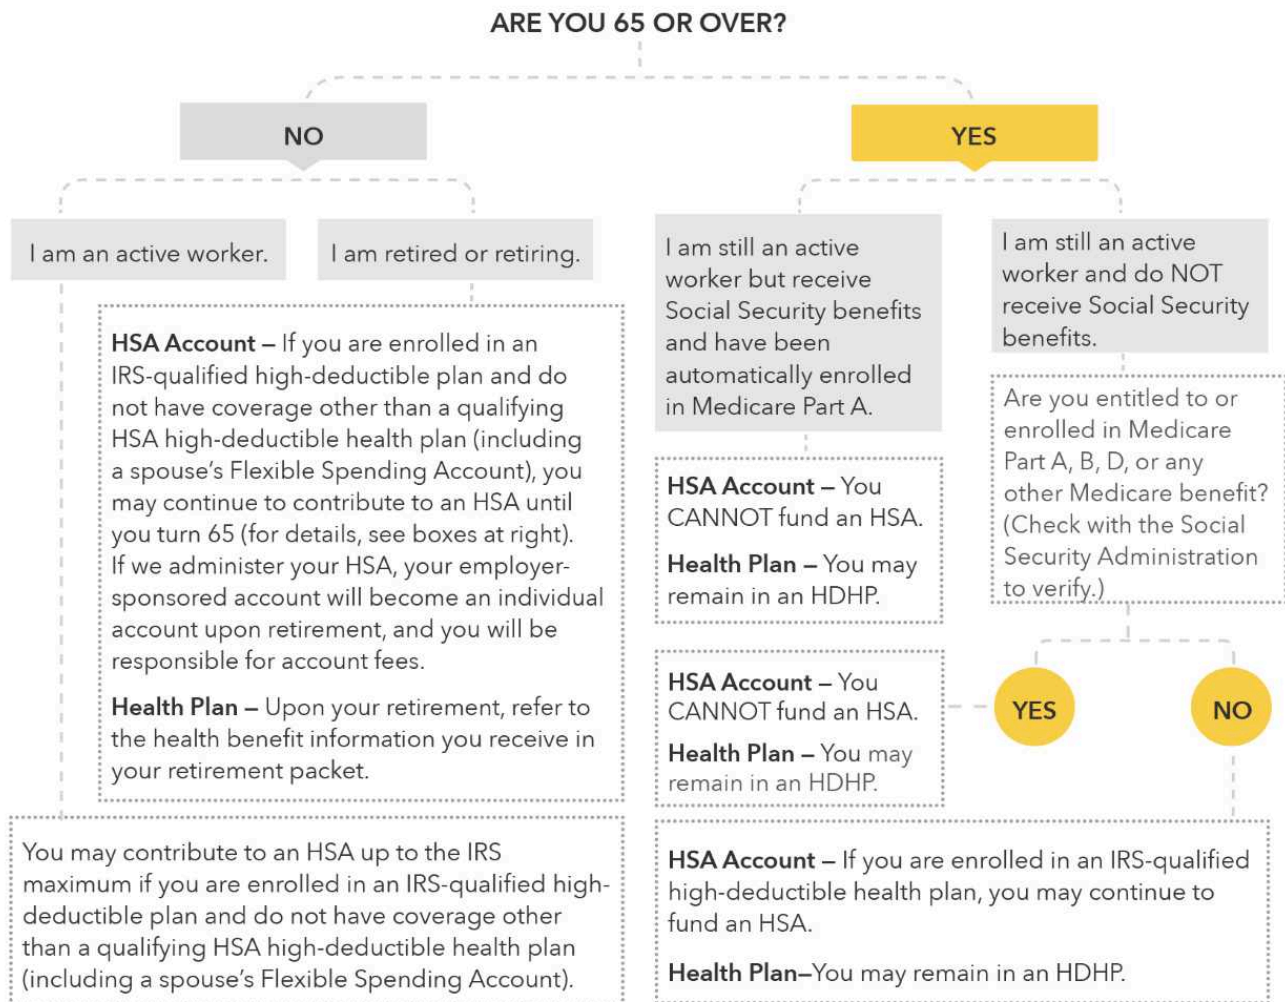 ARE YOU 65 OR OVER?
NO
YES
I am an active worker.
I am retired or retiring.
HSA Account – If you are enrolled in an
IRS-qualified high-deductible plan and do
not have coverage other than a qualifying
HSA high-deductible health plan (including
a spouse's Flexible Spending Account), you
may continue to contribute to an HSA until
you turn 65 (for details, see boxes at right).
If we administer your HSA, your employer-
sponsored account will become an individual
account upon retirement, and you will be
responsible for account fees.
Health Plan – Upon your retirement, refer to
the health benefit information you receive in
your retirement packet.
You may contribute to an HSA up to the IRS
maximum if you are enrolled in an IRS-qualified high-
deductible plan and do not have coverage other
than a qualifying HSA high-deductible health plan
(including a spouse's Flexible Spending Account).
I am still an active
worker but receive
Social Security benefits
and have been
automatically enrolled
in Medicare Part A.
HSA Account – You
CANNOT fund an HSA.
Health Plan – You may
remain in an HDHP.
I am still an active
worker and do NOT
receive Social Security
benefits.
Are you entitled to or
enrolled in Medicare
Part A, B, D, or any
other Medicare benefit?
(Check with the Social
Security Administration
to verify.)
YES
NO
HSA Account – You
CANNOT fund an HSA.
Health Plan – You may
remain in an HDHP.
HSA Account – If you are enrolled in an IRS-qualified
high-deductible health plan, you may continue to
fund an HSA.
Health Plan–You may remain in an HDHP.